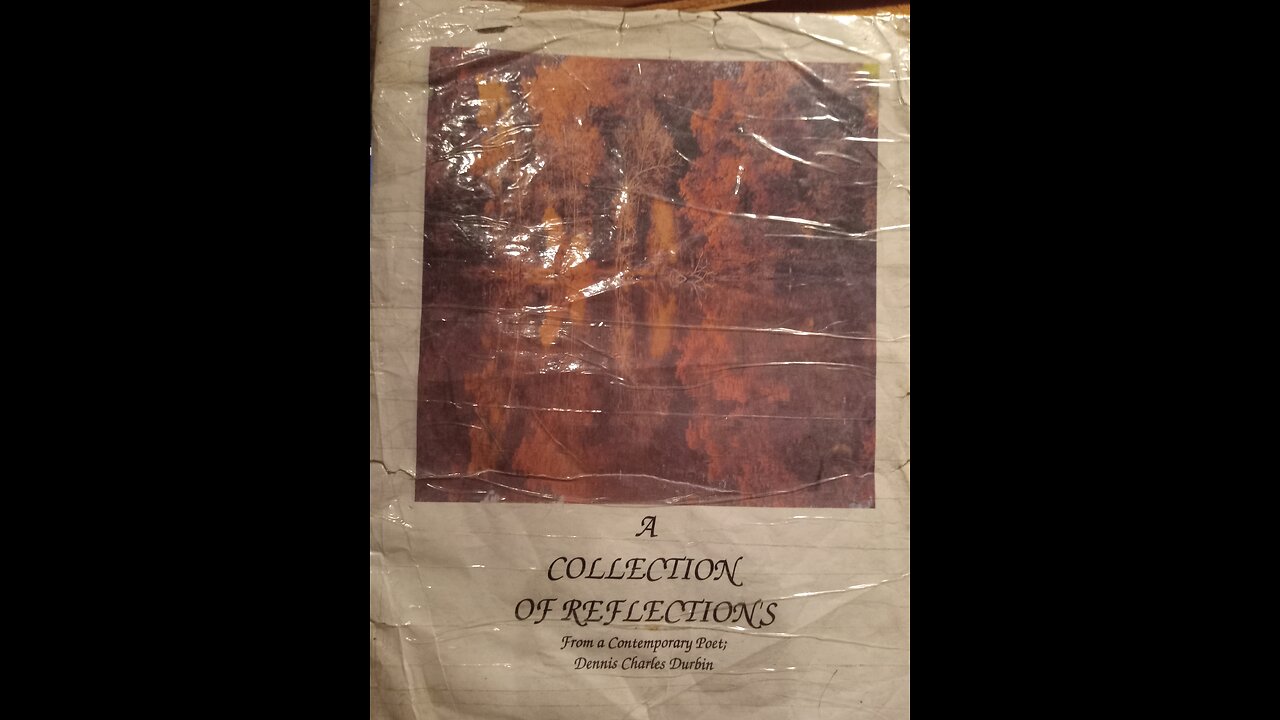 A
COLLECTION
OF REFLECTIONS
From a Contemporary Poet;
Dennis Charles Durbin